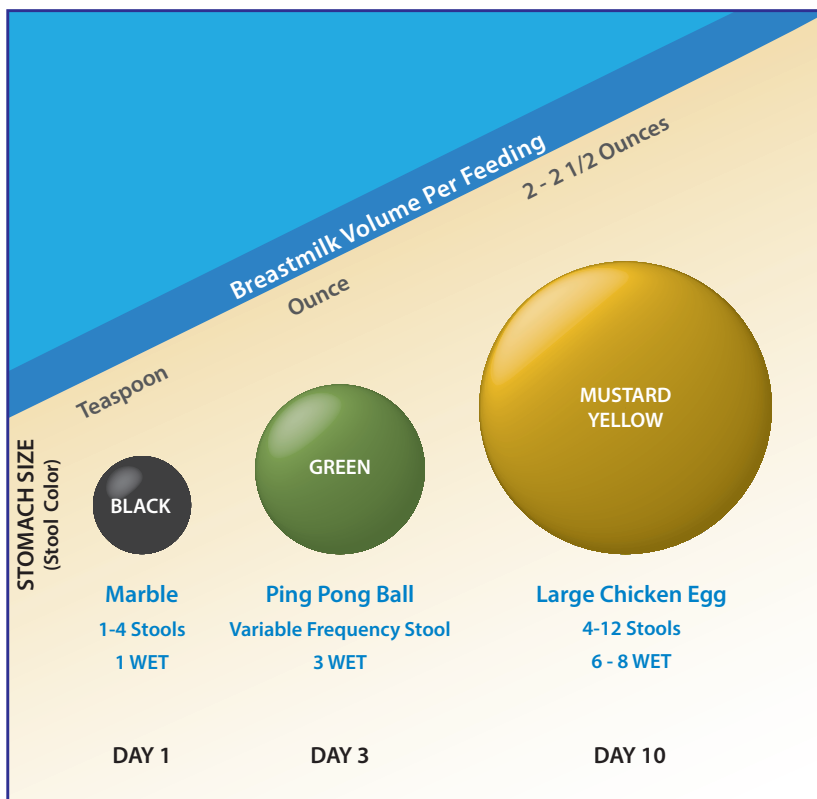 Breastmilk Volume Per Feeding
Teaspoon
Ounce
2 - 2 1/2 Ounces
STOMACH SIZE
(Stool Color)
BLACK
GREEN
MUSTARD
YELLOW
Marble
1-4 Stools
1 WET
Ping Pong Ball
Variable Frequency Stool
3 WET
Large Chicken Egg
4-12 Stools
6 - 8 WET
DAY 1
DAY 3
DAY 10